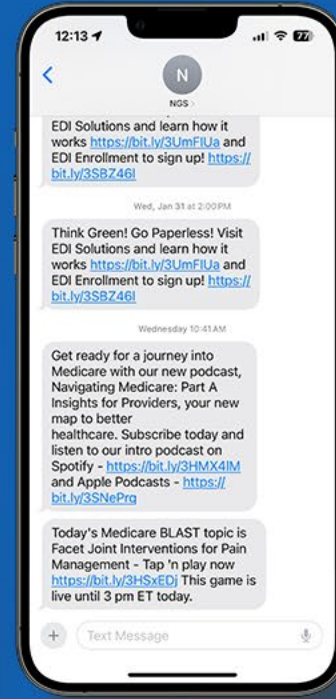 12:13
77
N
NGS
EDI Solutions and learn how it
works https://bit.ly/3UmFIUa and
EDI Enrollment to sign up! https://
bit.ly/3SBZ46I
Wed, Jan 31 at 2:00PM
Think Green! Go Paperless! Visit
EDI Solutions and learn how it
works https://bit.ly/3UmFIUa and
EDI Enrollment to sign up! https://
bit.ly/3SBZ46I
Wednesday 10:41 AM
Get ready for a journey into
Medicare with our new podcast,
Navigating Medicare: Part A
Insights for Providers, your new
map to better
healthcare. Subscribe today and
listen to our intro podcast on
Spotify - https://bit.ly/3HMX4IM
and Apple Podcasts - https://
bit.ly/3SNePrq
Today's Medicare BLAST topic is
Facet Joint Interventions for Pain
Management - Tap 'n play now
https://bit.ly/3HSxEDj This game is
live until 3 pm ET today.
Text Message